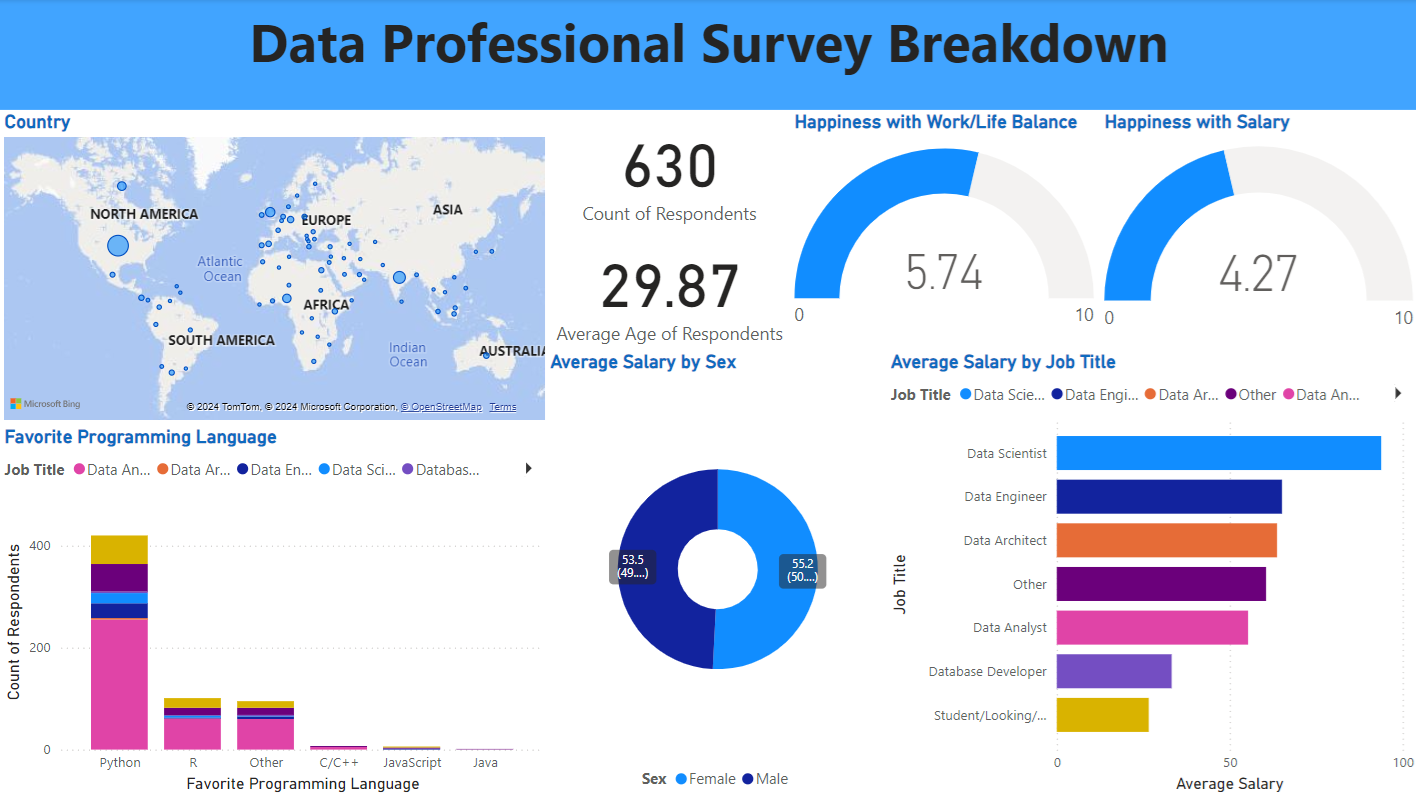 Data Professional Survey Breakdown
Country
NORTH AMERICA
EUROPE
ASIA
Atlantic
Ocean
AFRICA
SOUTH AMERICA
Indian
Ocean
AUSTRALIA
Microsoft Bing
© 2024 TomTom, © 2024 Microsoft Corporation, © OpenStreetMap Terms
630
Count of Respondents
29.87
Average Age of Respondents
Happiness with Work/Life Balance
5.74
0
10
Happiness with Salary
4.27
0
10
Favorite Programming Language
Job Title Data An... Data Ar... Data En... Data Sci... Databas...
Count of Respondents
400
200
0
Python R Other C/C++ JavaScript Java
Favorite Programming Language
Average Salary by Sex
53.5
(49....)
55.2
(50....)
Sex Female Male
Average Salary by Job Title
Job Title Data Scie... Data Engi... Data Ar... Other Data An...
Job Title
Data Scientist
Data Engineer
Data Architect
Other
Data Analyst
Database Developer
Student/Looking/...
0 50 100
Average Salary